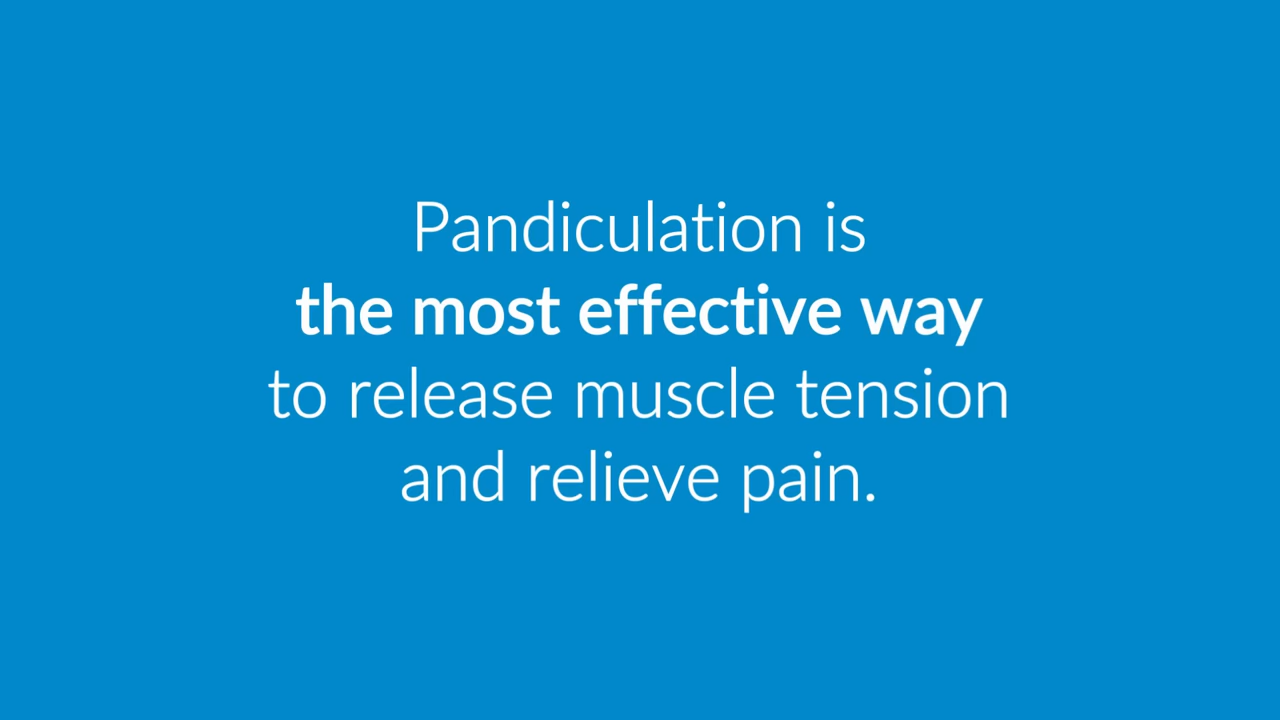 Pandiculation is
the most effective way
to release muscle tension
and relieve pain.